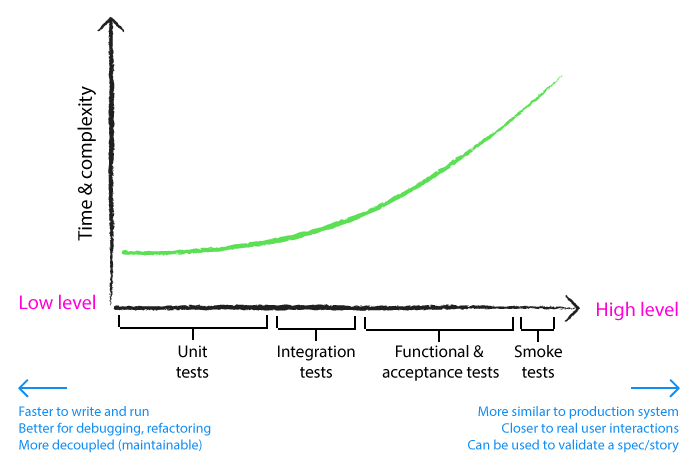 Time & complexity
Low level
High level
Unit
tests
Integration
tests
Functional &
acceptance tests
Smoke
tests
Faster to write and run
Better for debugging, refactoring
More decoupled (maintainable)
More similar to production system
Closer to real user interactions
Can be used to validate a spec/story